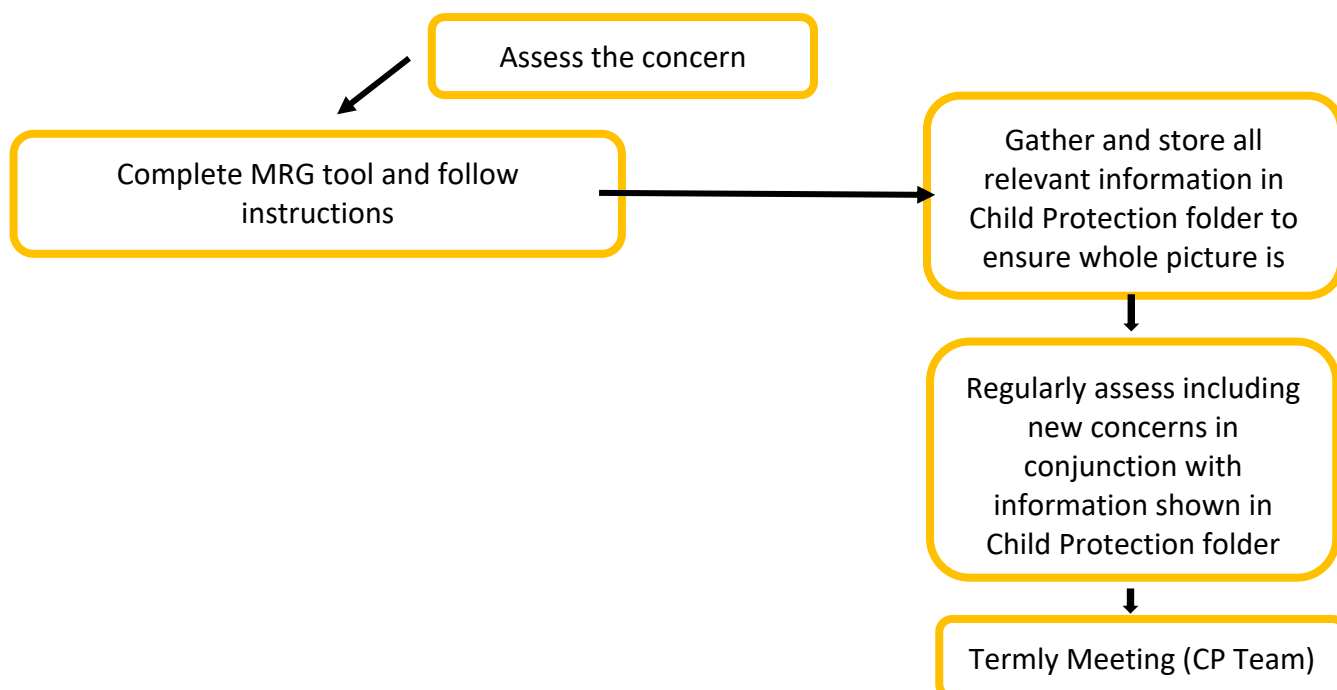 Assess the concern
Complete MRG tool and follow
instructions
Gather and store all
relevant information in
Child Protection folder to
ensure whole picture is
Regularly assess including
new concerns in
conjunction with
information shown in
Child Protection folder
Termly Meeting (CP Team)